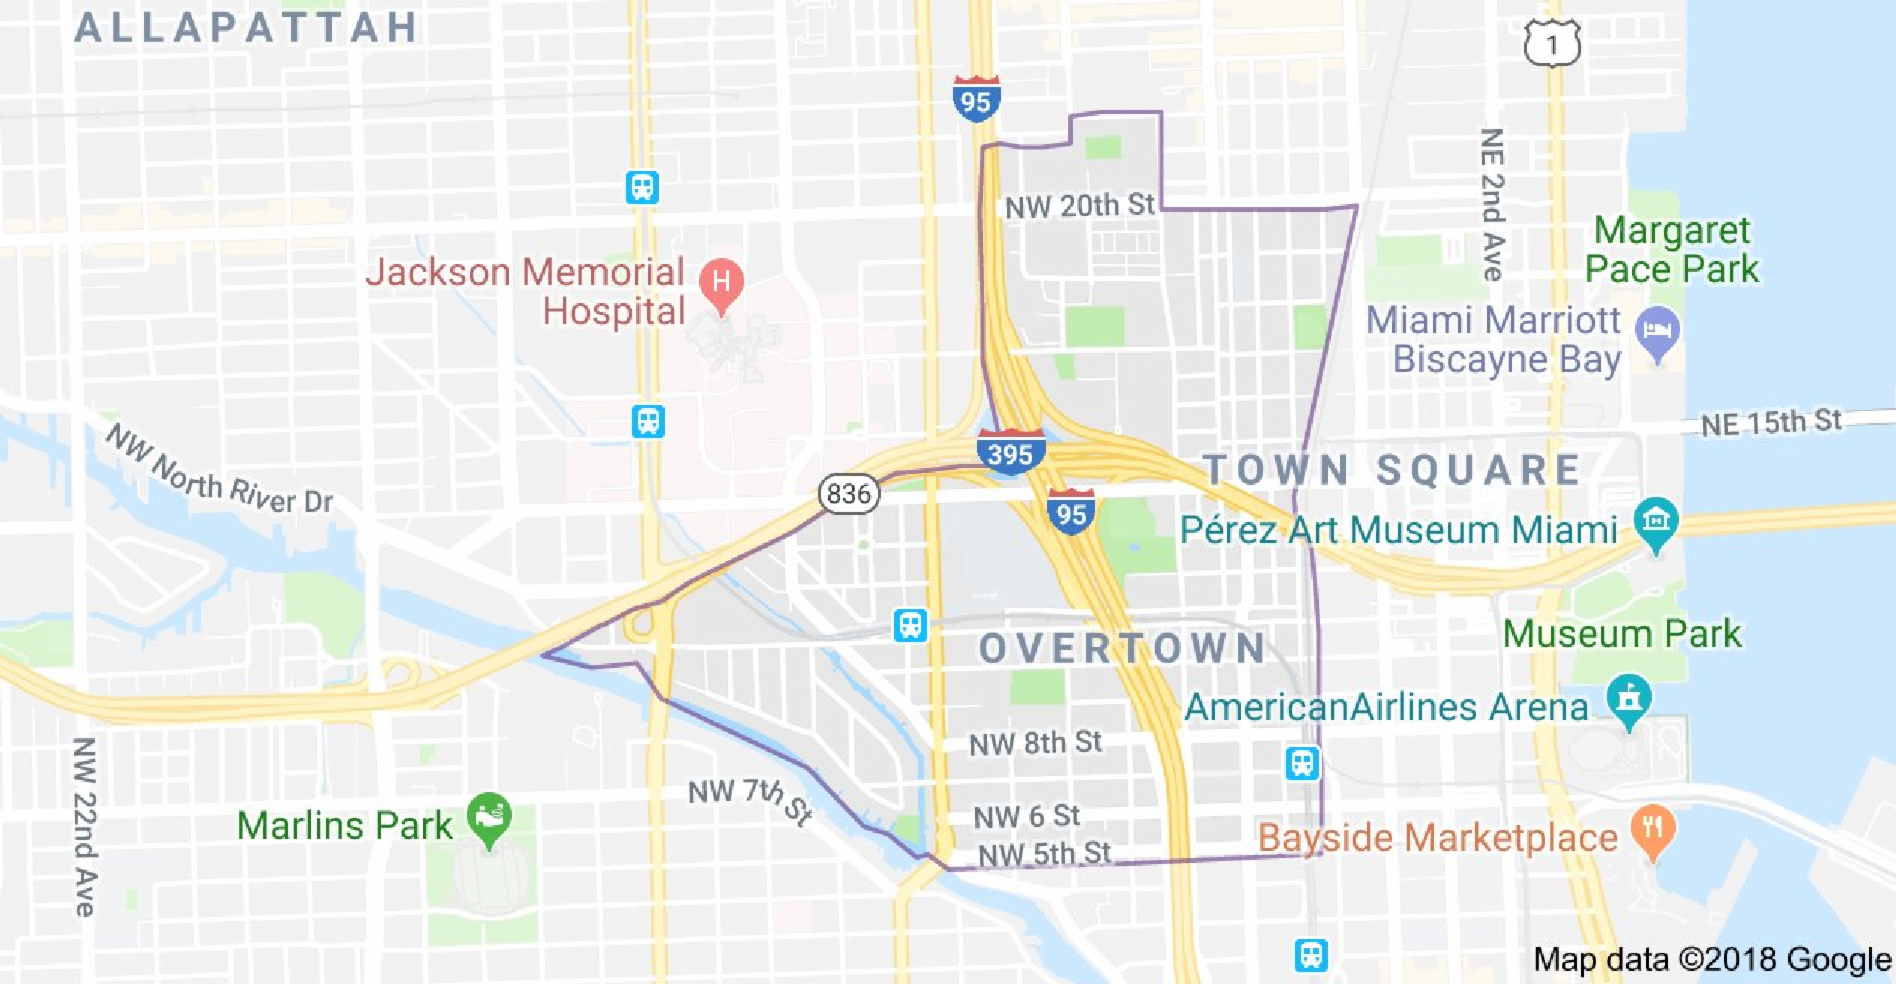 ALLAPATTAH
1
95
NE 2nd Ave
NW 20th St
Margaret
Pace Park
Jackson Memorial
Hospital
H
Miami Marriott
Biscayne Bay
NE 15th St
NW North River Dr
395
TOWN SQUARE
836
95
Pérez Art Museum Miami
OVERTOWN
Museum Park
AmericanAirlines Arena
NW 8th St
NW 22nd Ave
NW 7th St
NW 6 St
Marlins Park
Bayside Marketplace
NW 5th St
Map data ©2018 Google